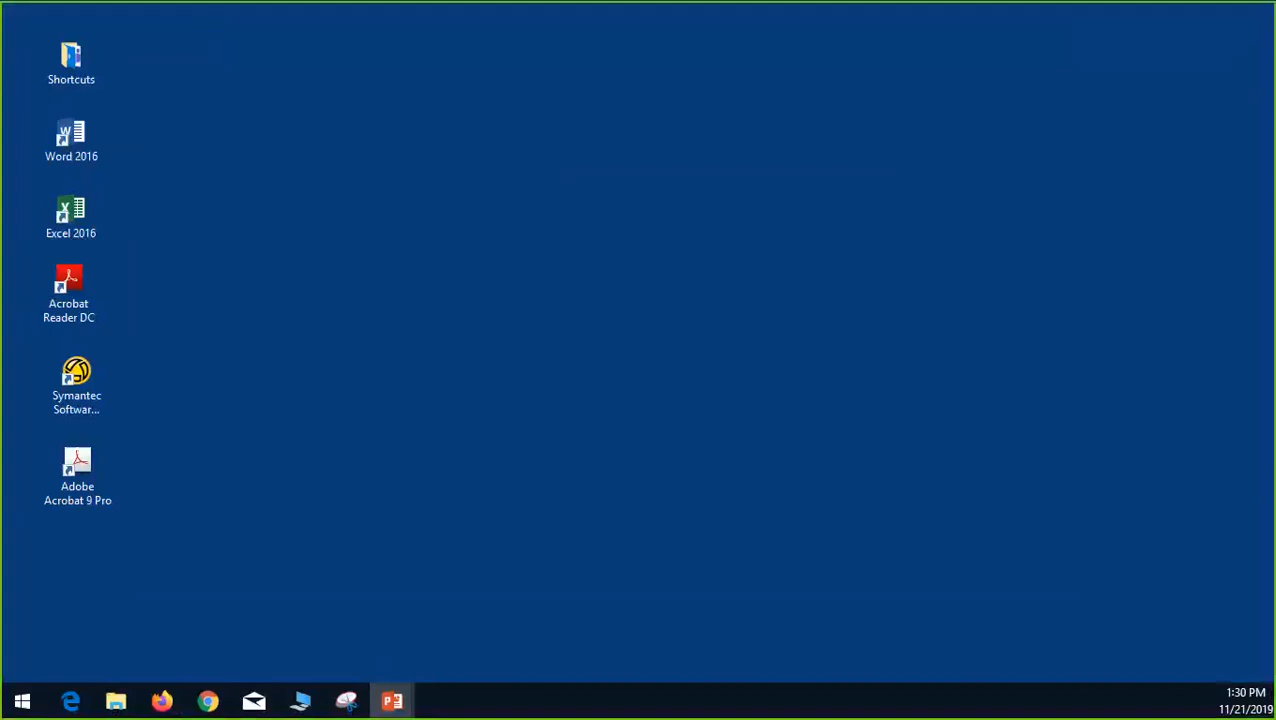 Shortcuts
Word 2016
Excel 2016
Acrobat
Reader DC
Symantec
Softwar...
Adobe
Acrobat 9 Pro
1:30 PM
11/21/2019